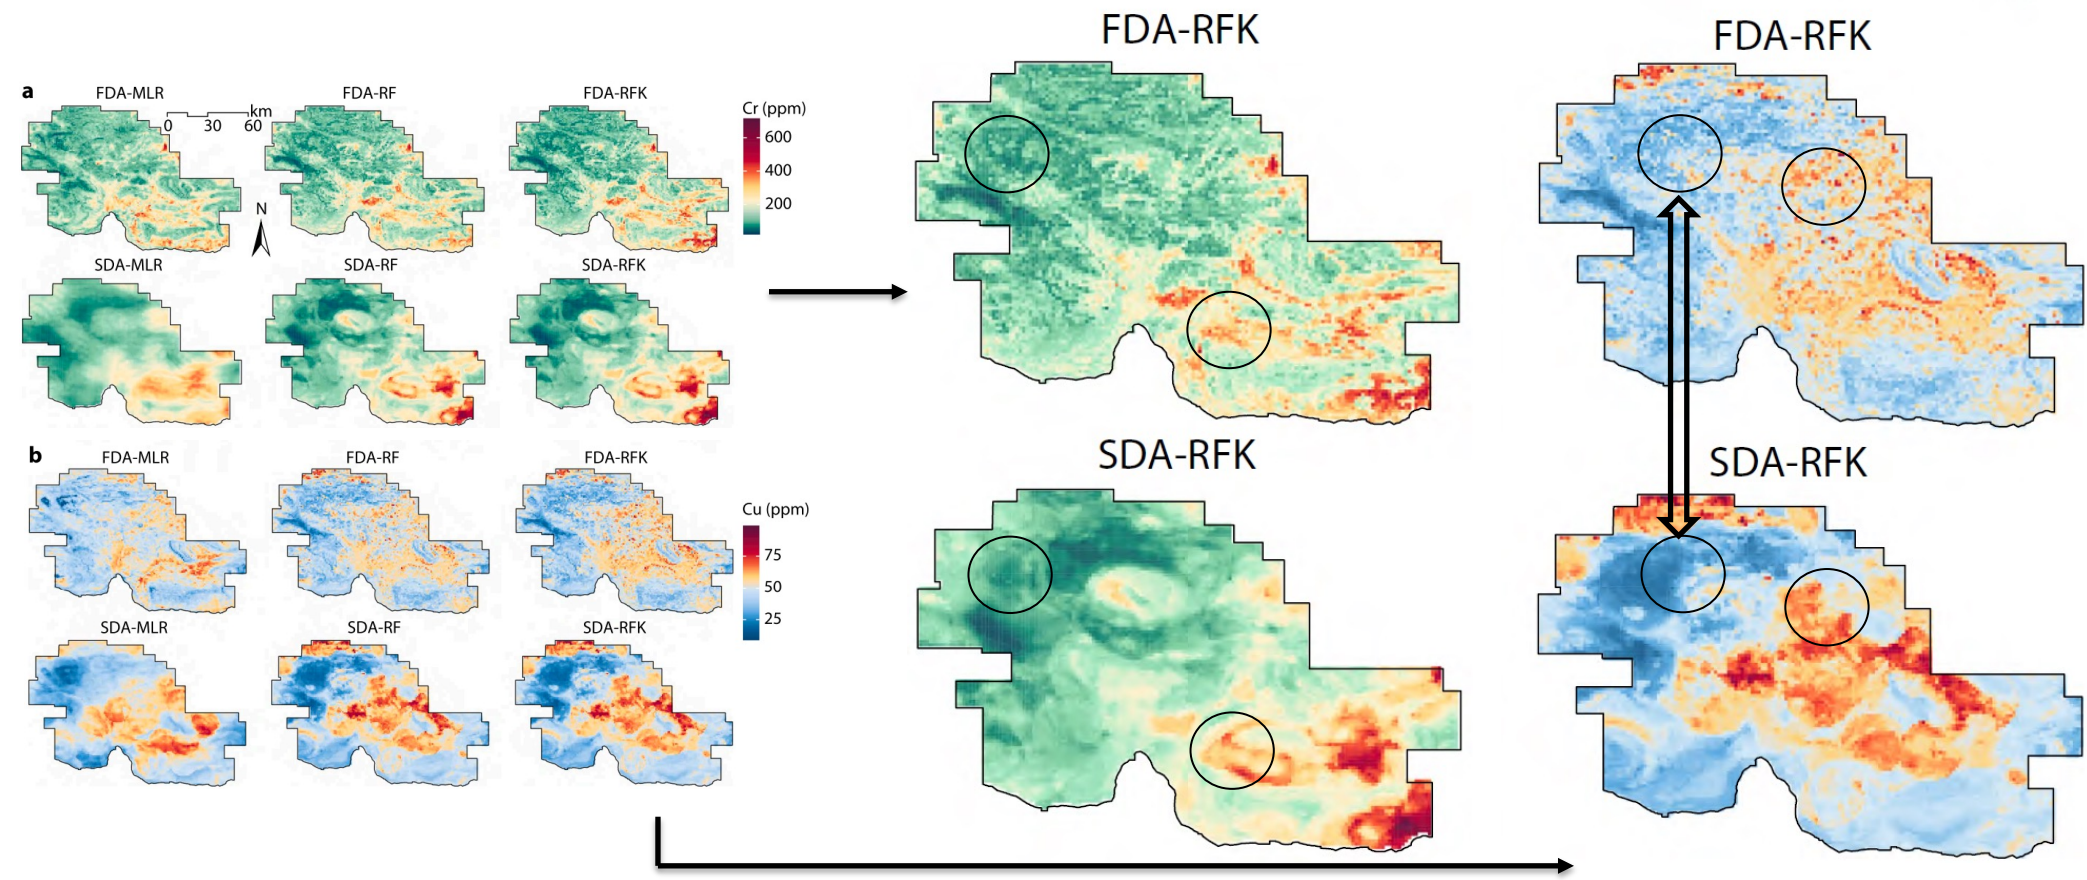 a
FDA-MLR
FDA-RF
FDA-RFK
km
0 30 60
Cr (ppm)
600
400
200
N
SDA-MLR
SDA-RF
SDA-RFK
b
FDA-MLR
FDA-RF
FDA-RFK
Cu (ppm)
75
50
25
SDA-MLR
SDA-RF
SDA-RFK
FDA-RFK
SDA-RFK
FDA-RFK
SDA-RFK